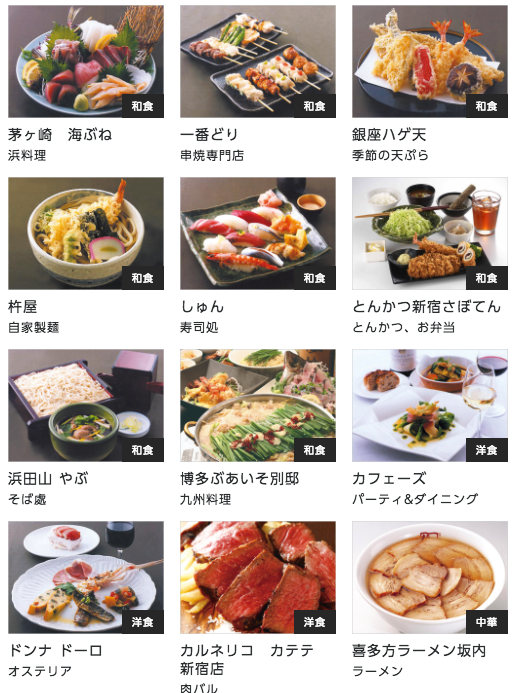 和食
和食
和食
茅ヶ崎　海ぶね
浜料理
一番どり
串焼専門店
銀座ハゲ天
季節の天ぷら
和食
和食
和食
杵屋
自家製麺
しゅん
寿司処
とんかつ新宿さぼてん
とんかつ、お弁当
和食
和食
洋食
浜田山 やぶ
そば處
博多ぶあいそ別邸
九州料理
カフェーズ
パーティ&ダイニング
洋食
洋食
中華
ドンナ ドーロ
オステリア
カルネリコ　カテテ
新宿店
肉バル
喜多方ラーメン坂内
ラーメン